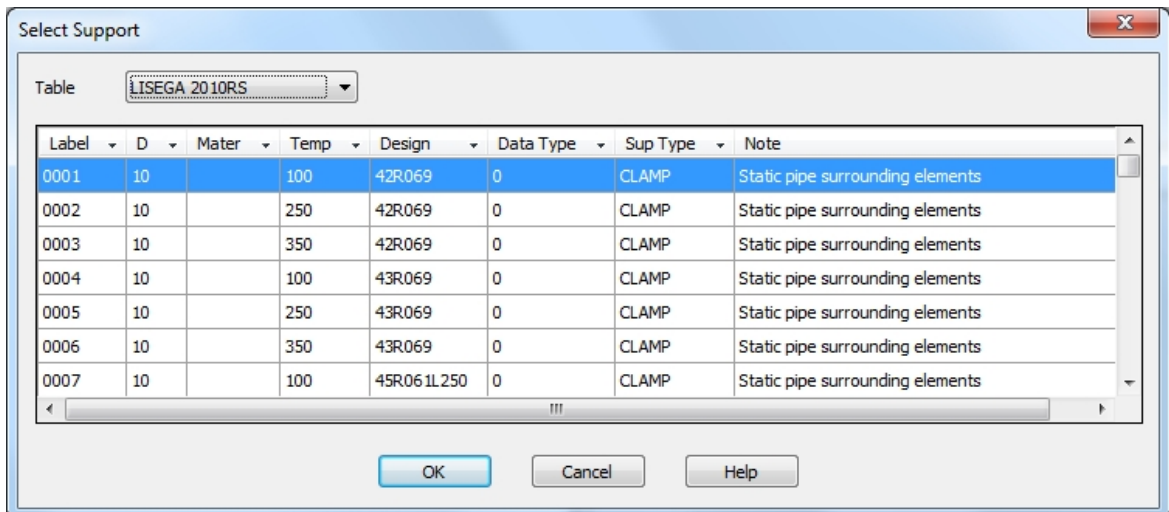 Select Support
Table LISEGA 2010RS
Label D Mater Temp Design Data Type Sup Type Note
0001 10 100 42R069 0 CLAMP Static pipe surrounding elements
0002 10 250 42R069 0 CLAMP Static pipe surrounding elements
0003 10 350 42R069 0 CLAMP Static pipe surrounding elements
0004 10 100 43R069 0 CLAMP Static pipe surrounding elements
0005 10 250 43R069 0 CLAMP Static pipe surrounding elements
0006 10 350 43R069 0 CLAMP Static pipe surrounding elements
0007 10 100 45R061L250 0 CLAMP Static pipe surrounding elements
OK Cancel Help